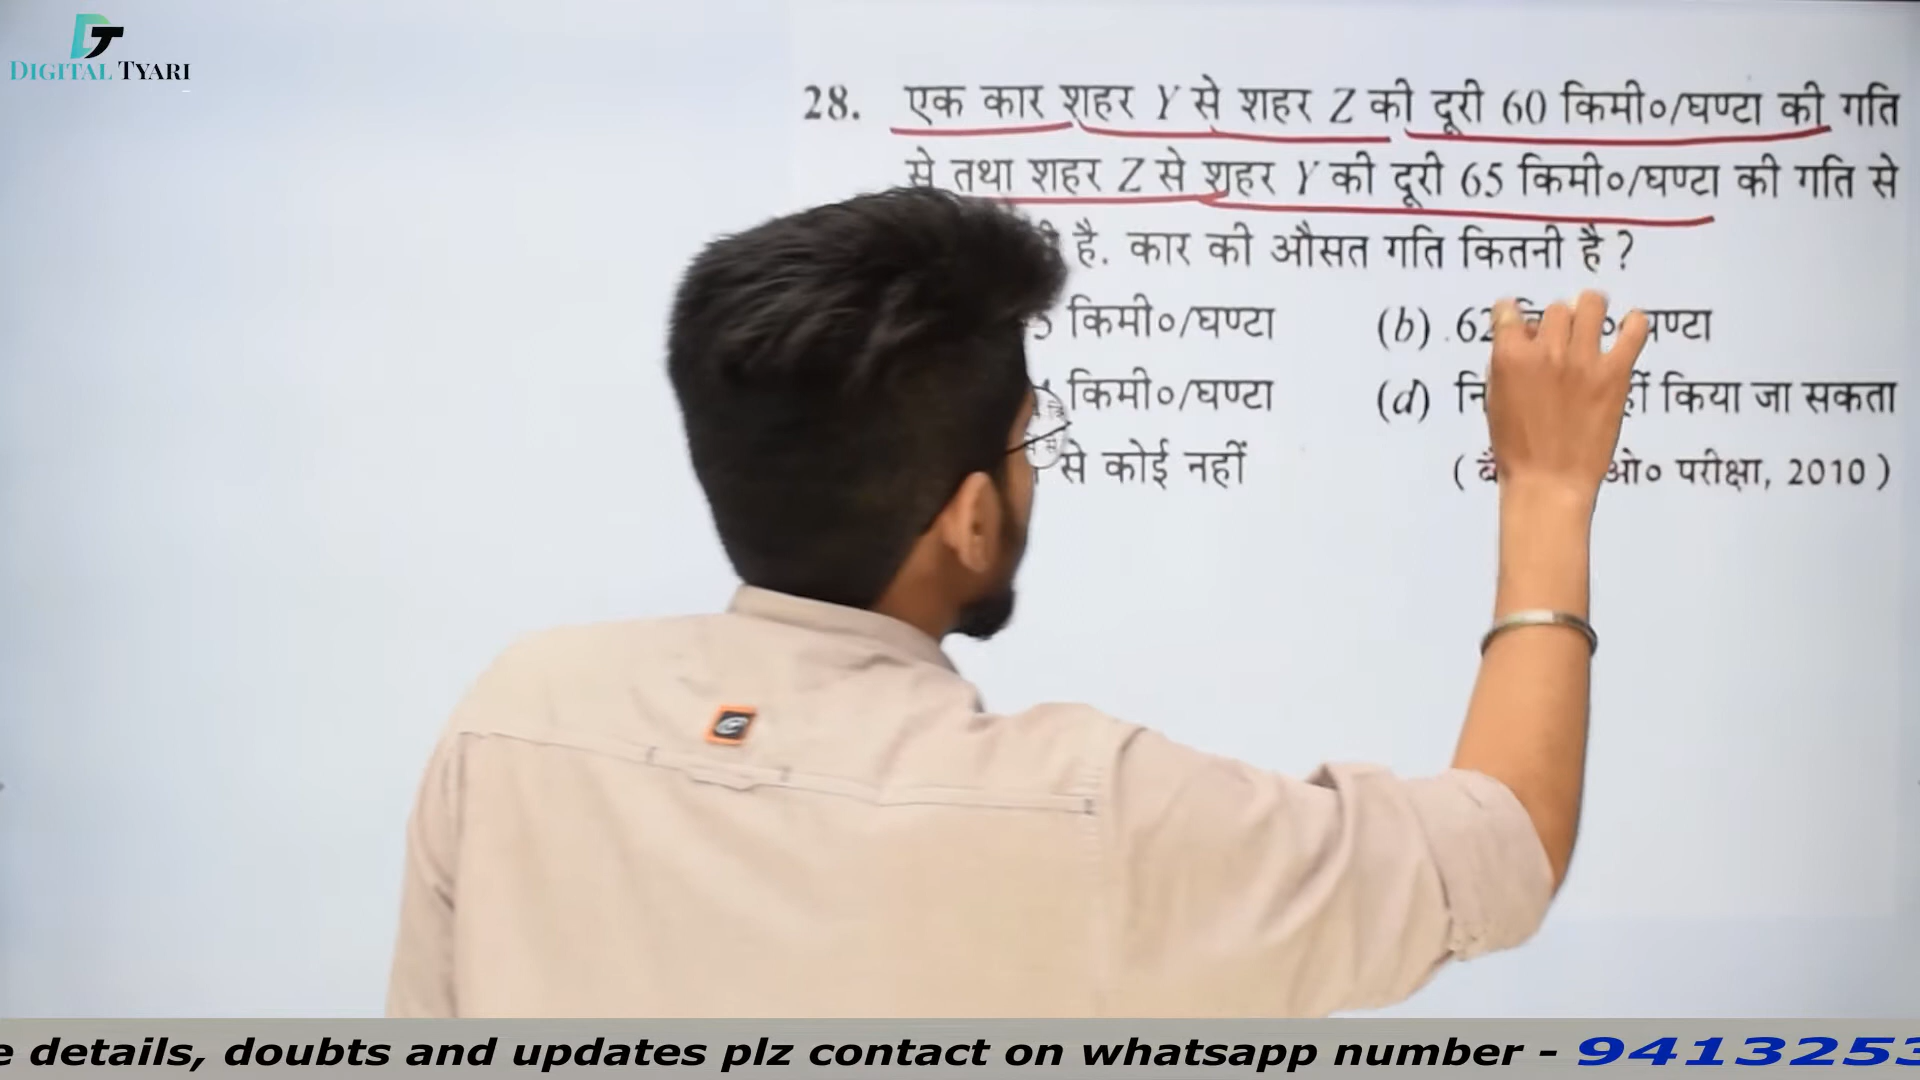 DIGITAL TYARI
28. एक कार शहर Y से शहर Z की दूरी 60 किमी०/घण्टा की गति
से तथा शहर Z से शहर Y की दूरी 65 किमी०/घण्टा की गति से
है. कार की औसत गति कितनी है ?
किमी०/घण्टा (b)
किमी०/घण्टा (d) किया जा सकता
से कोई नहीं
परीक्षा, 2010 )
details, doubts and updates plz contact on whatsapp number - 9413253